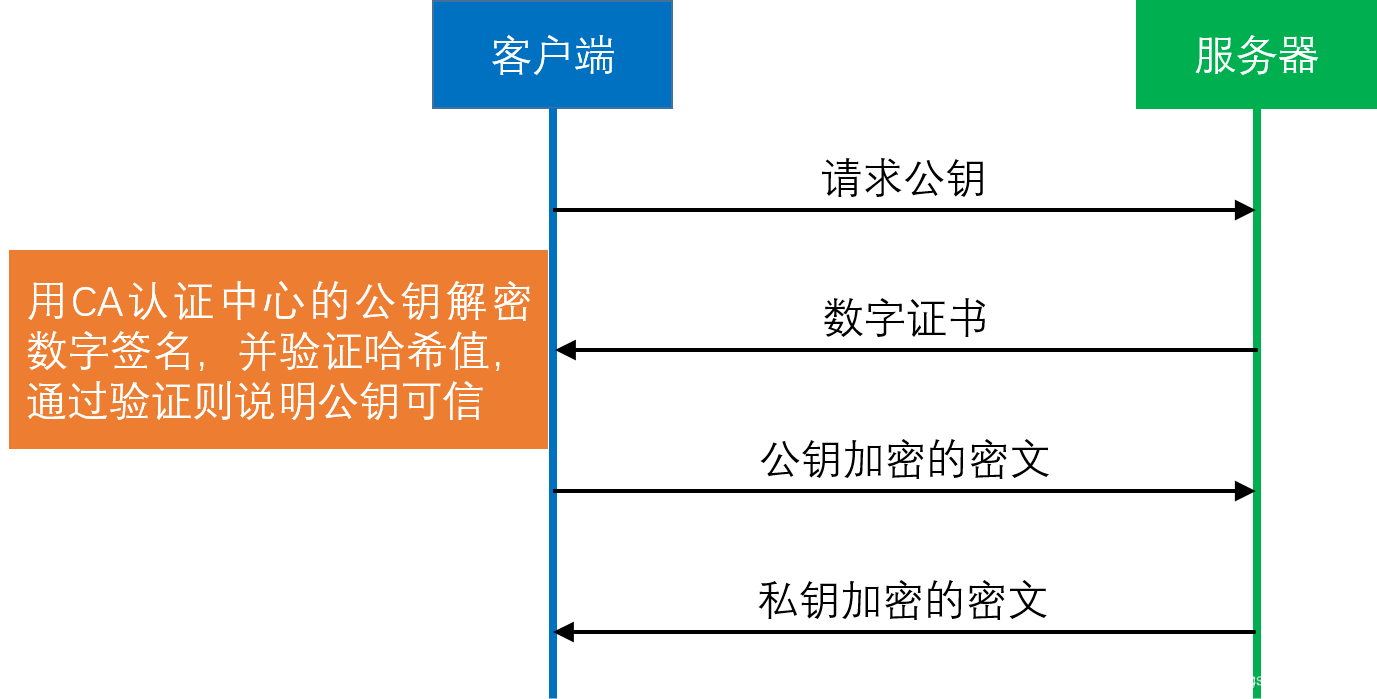 客户端
服务器
请求公钥
用CA认证中心的公钥解密
数字签名，并验证哈希值，
通过验证则说明公钥可信
数字证书
公钥加密的密文
私钥加密的密文